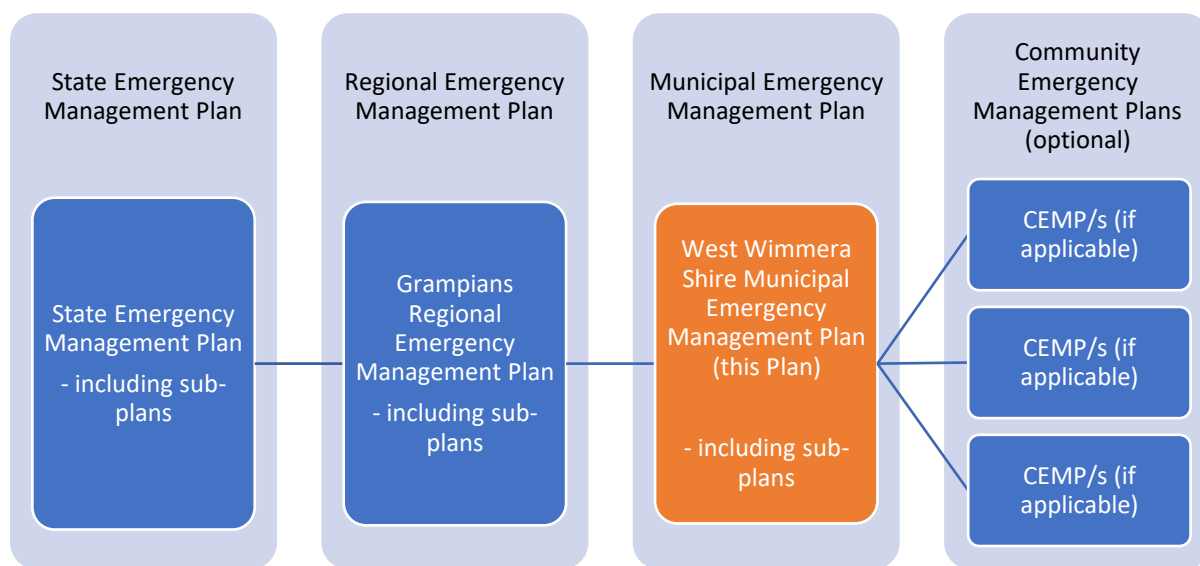 State Emergency
Management Plan
State Emergency
Management Plan
- including sub-
plans
Regional Emergency
Management Plan
Grampians
Regional
Emergency
Management Plan
- including sub-
plans
Municipal Emergency
Management Plan
West Wimmera
Shire Municipal
Emergency
Management Plan
(this Plan)
- including sub-
plans
Community
Emergency
Management Plans
(optional)
CEMP/s (if
applicable)
CEMP/s (if
applicable)
CEMP/s (if
applicable)